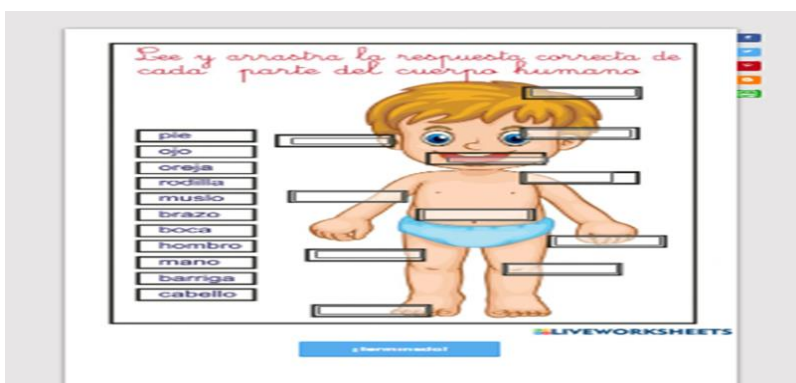 Lee y arrastra la respuesta correcta de
cada parte del cuerpo humano
pie
ojo
oreja
rodilla
muslo
brazo
boca
hombro
mano
barriga
cabello
LIVEWORKSHEETS
¡Terminado!